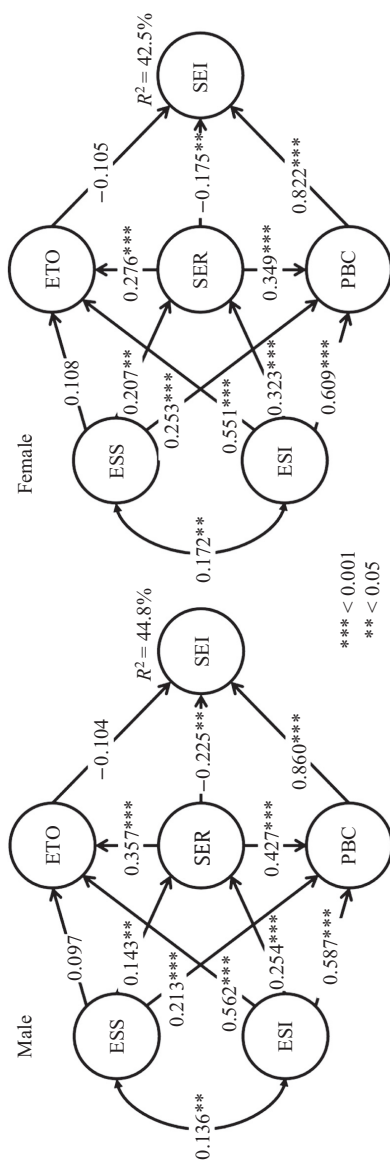 Male
ETO
R² = 44.8%
0.097
−0.104
ESS
0.357***
0.143**
0.213***
SER
−0.225**
SEI
0.136**
0.562***
0.254***
0.427***
0.860***
ESI
0.587***
PBC
Female
ETO
R² = 42.5%
0.108
−0.105
ESS
0.276***
0.207**
0.253***
SER
−0.175**
SEI
0.172**
0.551***
0.323***
0.349***
0.822***
ESI
0.609***
PBC
*** < 0.001
** < 0.05